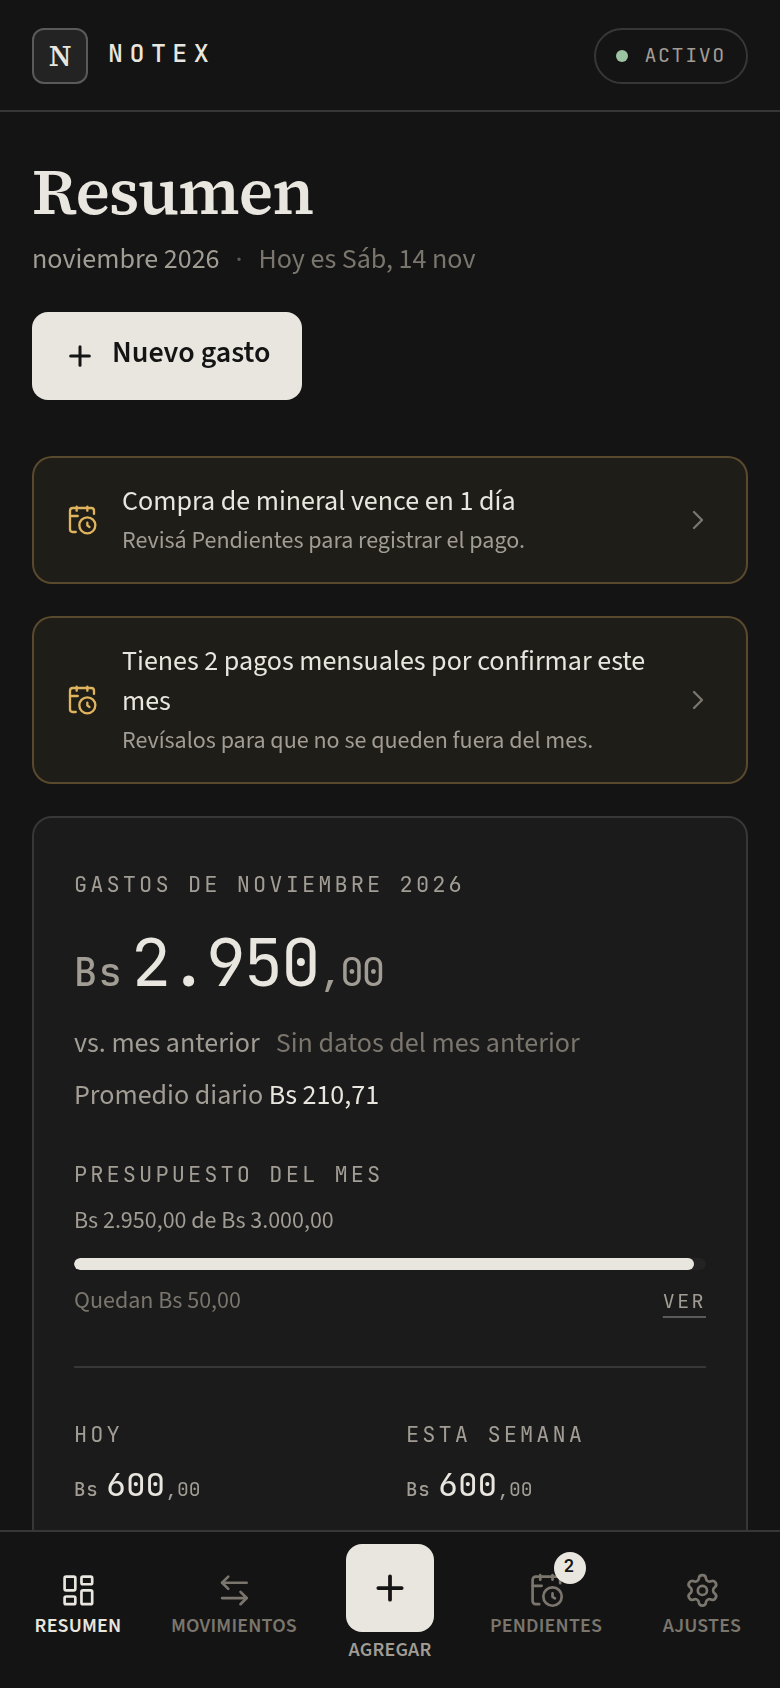 N NOTEX
ACTIVO
Resumen
noviembre 2026 · Hoy es Sáb, 14 nov
+ Nuevo gasto
Compra de mineral vence en 1 día
Revisá Pendientes para registrar el pago.
Tienes 2 pagos mensuales por confirmar este
mes
Revísalos para que no se queden fuera del mes.
GASTOS DE NOVIEMBRE 2026
Bs 2.950,00
vs. mes anterior Sin datos del mes anterior
Promedio diario Bs 210,71
PRESUPUESTO DEL MES
Bs 2.950,00 de Bs 3.000,00
Quedan Bs 50,00
VER
HOY
Bs 600,00
ESTA SEMANA
Bs 600,00
RESUMEN
MOVIMIENTOS
AGREGAR
2
PENDIENTES
AJUSTES